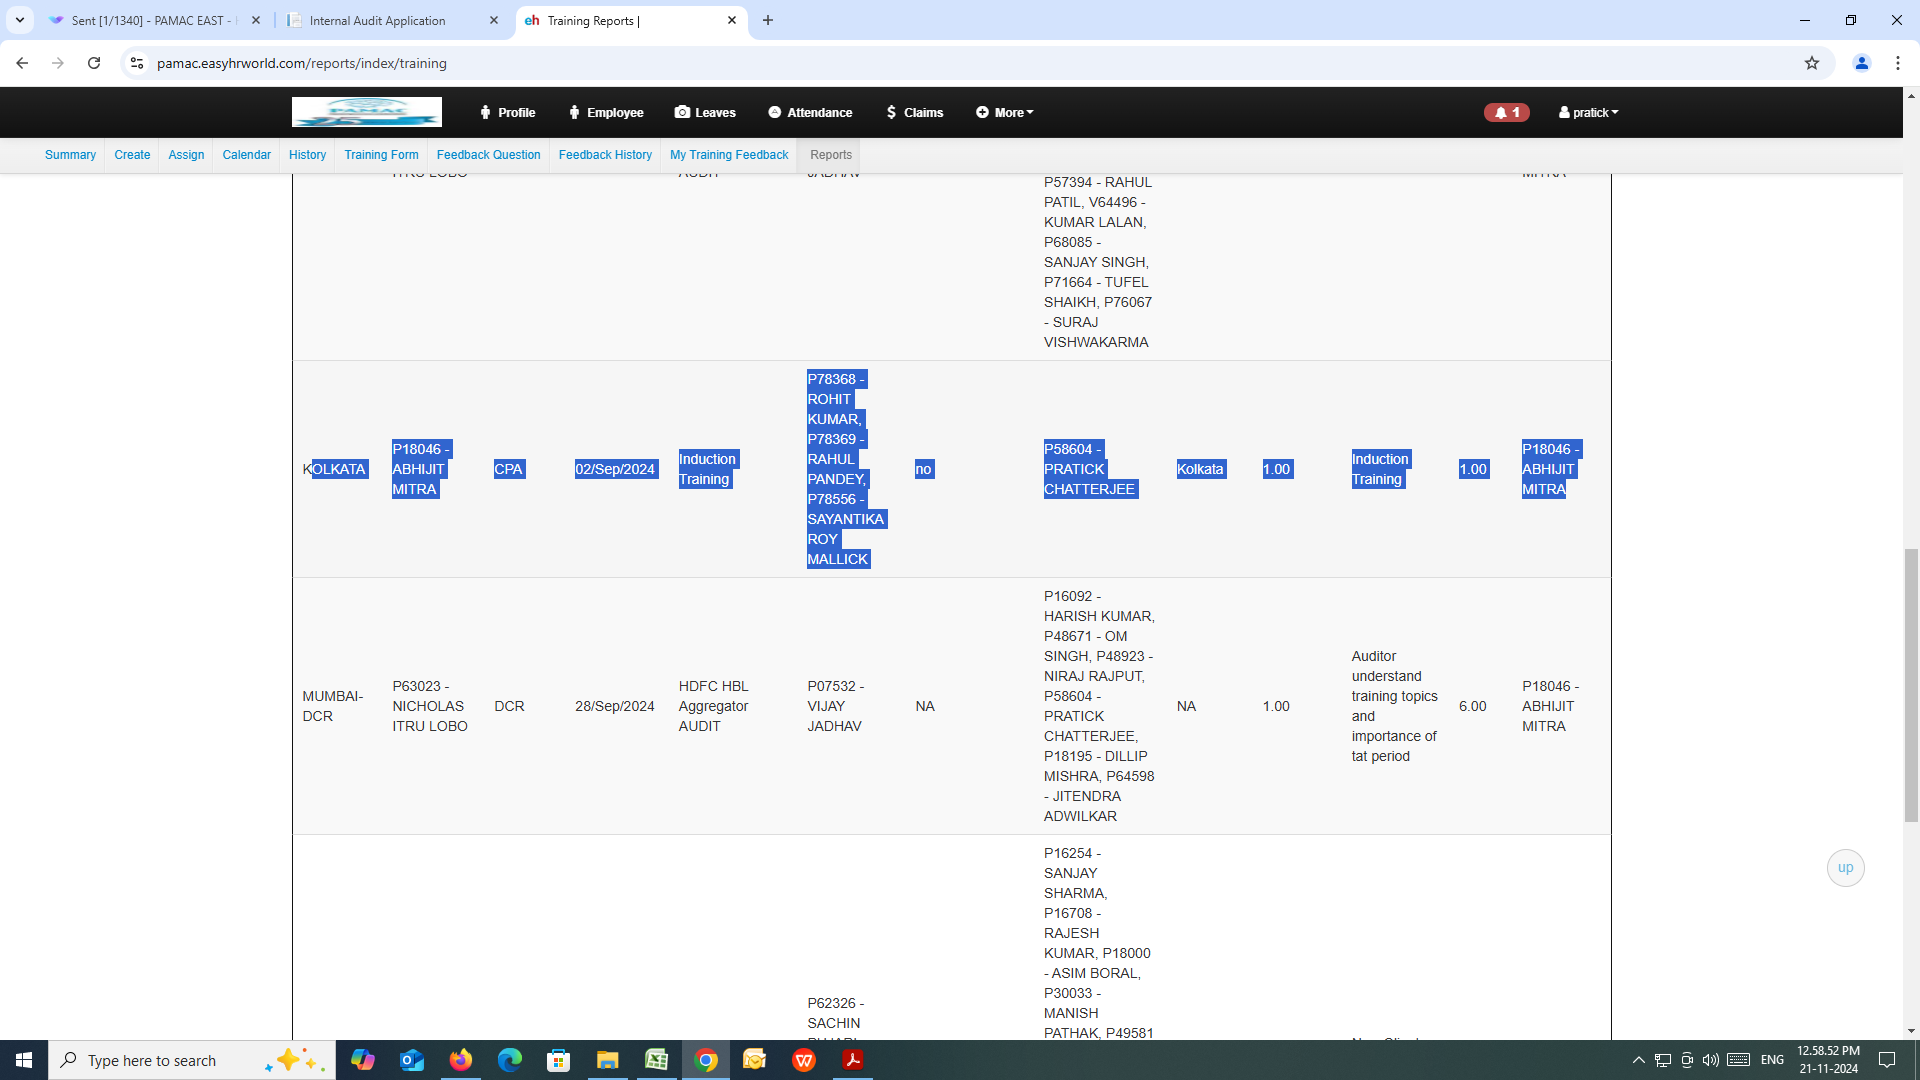 Sent [1/1340] - PAMAC EAST -
Internal Audit Application
eh Training Reports |
pamac.easyhrworld.com/reports/index/training
PAMAC
Profile
Employee
Leaves
Attendance
Claims
More
1
pratick
Summary
Create
Assign
Calendar
History
Training Form
Feedback Question
Feedback History
My Training Feedback
Reports
ITRU LOBO
AUDIT
JADHAV
MITRA
P57394 - RAHUL
PATIL, V64496 -
KUMAR LALAN,
P68085 -
SANJAY SINGH,
P71664 - TUFEL
SHAIKH, P76067
- SURAJ
VISHWAKARMA
KOLKATA
P18046 -
ABHIJIT
MITRA
CPA
02/Sep/2024
Induction
Training
P78368 -
ROHIT
KUMAR,
P78369 -
RAHUL
PANDEY,
P78556 -
SAYANTIKA
ROY
MALLICK
no
P58604 -
PRATICK
CHATTERJEE
Kolkata
1.00
Induction
Training
1.00
P18046 -
ABHIJIT
MITRA
MUMBAI-
DCR
P63023 -
NICHOLAS
ITRU LOBO
DCR
28/Sep/2024
HDFC HBL
Aggregator
AUDIT
P07532 -
VIJAY
JADHAV
NA
P16092 -
HARISH KUMAR,
P48671 - OM
SINGH, P48923 -
NIRAJ RAJPUT,
P58604 -
PRATICK
CHATTERJEE,
P18195 - DILLIP
MISHRA, P64598
- JITENDRA
ADWILKAR
NA
1.00
Auditor
understand
training topics
and
importance of
tat period
6.00
P18046 -
ABHIJIT
MITRA
P62326 -
SACHIN
P16254 -
SANJAY
SHARMA,
P16708 -
RAJESH
KUMAR, P18000
- ASIM BORAL,
P30033 -
MANISH
PATHAK, P49581
up
Type here to search
ENG
12.58.52 PM
21-11-2024